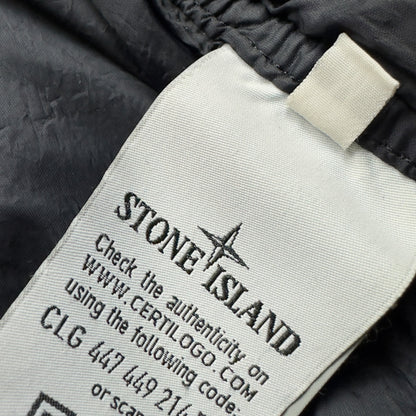 STONE ISLAND
Check the authenticity on
WWW.CERTILOGO.COM
using the following code:
CLG 447 449 214
or scan